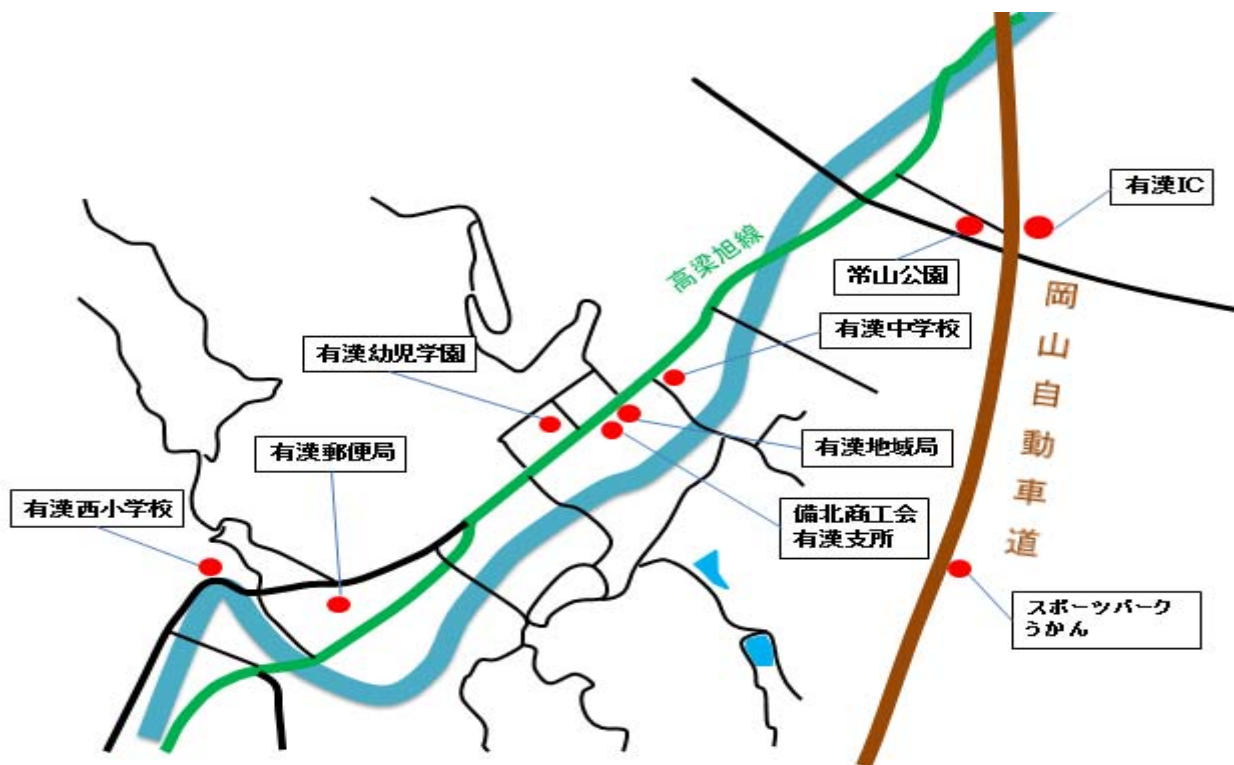 有漢IC
常山公園
高梁旭線
岡山自動車道
有漢中学校
有漢幼児学園
有漢地域局
有漢郵便局
有漢西小学校
備北商工会
有漢支所
スポーツパーク
うかん